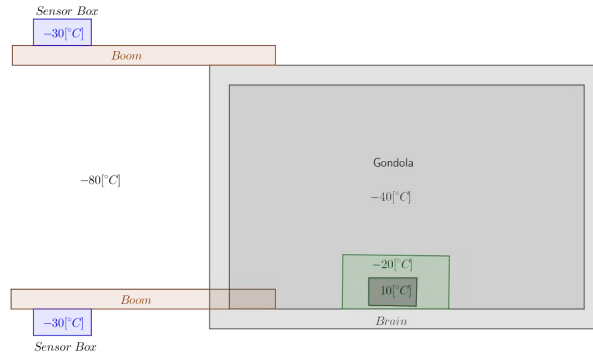 Sensor Box
−30[°C]
Boom
Gondola
−80[°C]
−40[°C]
−20[°C]
10[°C]
Boom
−30[°C]
Brain
Sensor Box